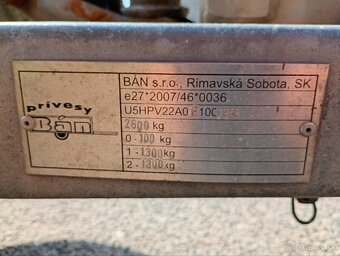 prívesy
Bán
BÁN s.r.o., Rimavská Sobota, SK
e27*2007/46*0036
2600 kg
0-100 kg
1-1300 kg
2-1300 kg